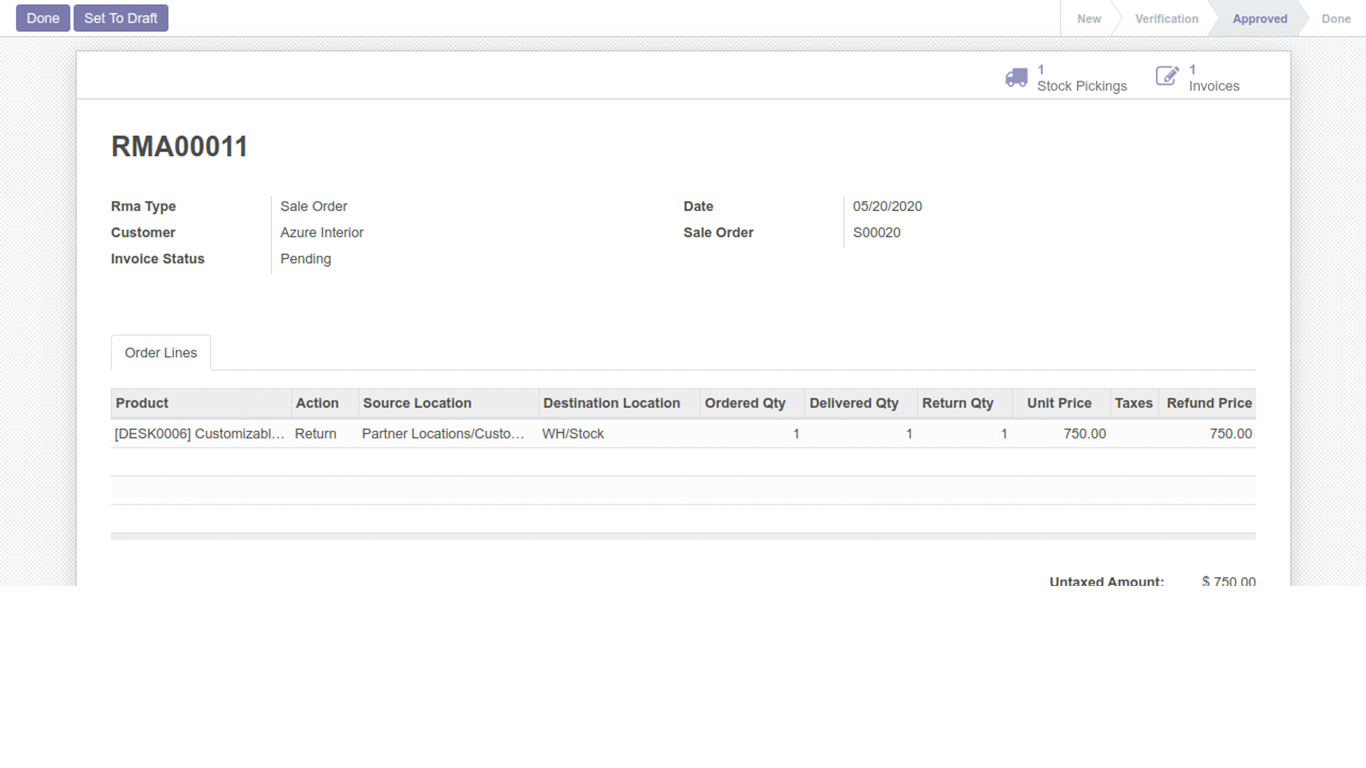 Done Set To Draft New Verification Approved Done
1 Stock Pickings 1 Invoices
RMA00011
Rma Type Sale Order Date 05/20/2020
Customer Azure Interior Sale Order S00020
Invoice Status Pending
Order Lines
Product Action Source Location Destination Location Ordered Qty Delivered Qty Return Qty Unit Price Taxes Refund Price
[DESK0006] Customizabl... Return Partner Locations/Custo... WH/Stock 1 1 1 750.00 750.00
Untaxed Amount: $ 750.00